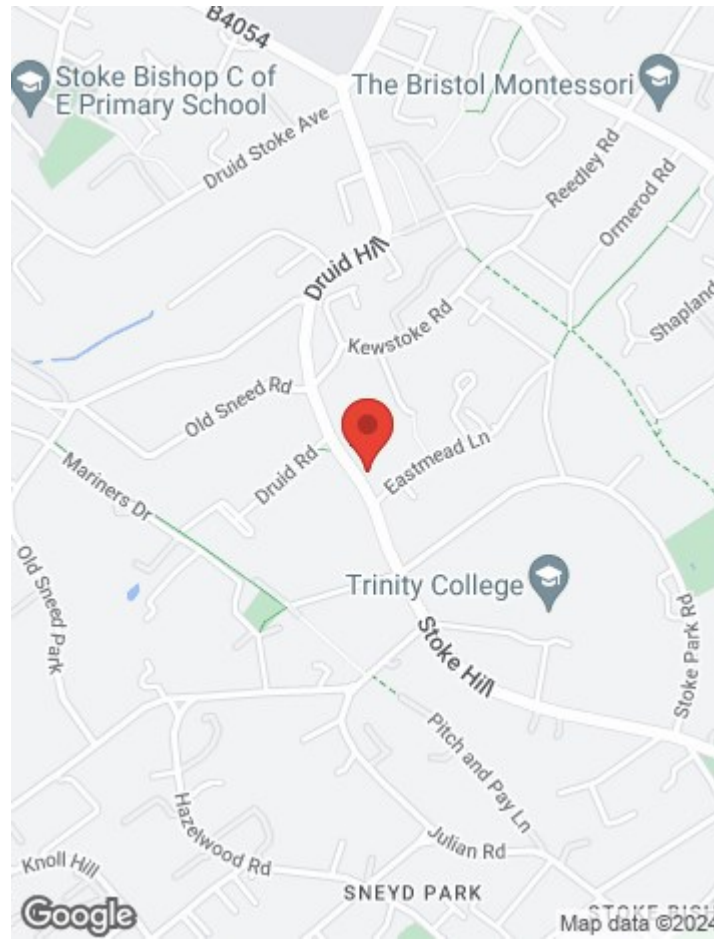 B4054
Stoke Bishop C of
E Primary School
The Bristol Montessori
Druid Stoke Ave
Reedley Rd
Ormerod Rd
Druid Hill
Shapland
Kewstoke Rd
Old Sneed Rd
Eastmead Ln
Druid Rd
Mariners Dr
Old Sneed Park
Trinity College
Stoke Hill
Stoke Park Rd
Pitch and Pay Ln
Hazelwood Rd
Julian Rd
Knoll Hill
SNEYD PARK
Google
Map data ©2024